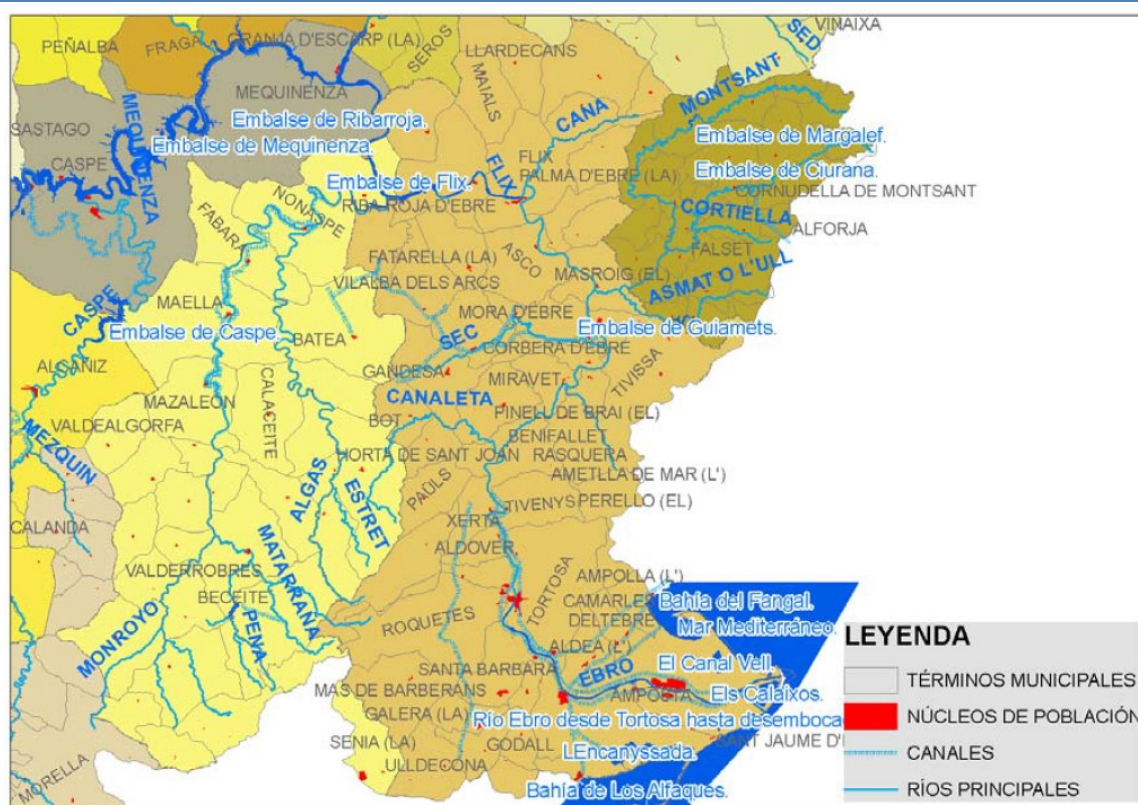 VINAIXA
PEÑALBA
FRAGA
GRANJA D'ESCARP (LA)
SEROS
LLARDECANS
SED
MAIALS
MONTSANT
MEQUINENZA
CANA
SASTAGO
MEQUINENZA
Embalse de Ribarroja.
Embalse de Margalef.
Embalse de Mequinenza.
CASPE
FLIX
FLIX
PALMA D'EBRE (LA)
Embalse de Ciurana.
Embalse de Flix.
CORNUDELLA DE MONTSANT
NONASPE
RIBA-ROJA D'EBRE
CORTIELLA
FABARA
ALFORJA
ASCO
FALSET
FATARELLA (LA)
MASROIG (EL)
ASMAT O L'ULL
VILALBA DELS ARCS
CASPE
MAELLA
MORA D'EBRE
Embalse de Caspe.
Embalse de Guiamets.
BATEA
SEC
CORBERA D'EBRE
ALCAÑIZ
GANDESA
MIRAVET
TIVISSA
CALACEITE
CANALETA
MAZALEON
PINELL DE BRAI (EL)
BOT
VALDEALGORFA
BENIFALLET
MEZQUIN
HORTA DE SANT JOAN
RASQUERA
ALGAS
PAÜLS
AMETLLA DE MAR (L')
ESTRET
TIVENYS
PERELLO (EL)
XERTA
CALANDA
ALDOVER
MATARRANA
VALDERROBRES
AMPOLLA (L')
TORTOSA
BECEITE
CAMARLES
Bahía del Fangal.
ROQUETES
DELTEBRE
Mar Mediterráneo.
MONROYO
PENA
ALDEA (L')
LEYENDA
SANTA BARBARA
EBRO
El Canal Vell.
TÉRMINOS MUNICIPALES
MAS DE BARBERANS
AMPOSTA
Els Calaixos.
GALERA (LA)
Río Ebro desde Tortosa hasta desemboca
NÚCLEOS DE POBLACIÓN
SENIA (LA)
GODALL
SANT JAUME D'
LEncanyssada.
CANALES
ULLDECONA
MORELLA
Bahía de Los Alfaques.
RÍOS PRINCIPALES